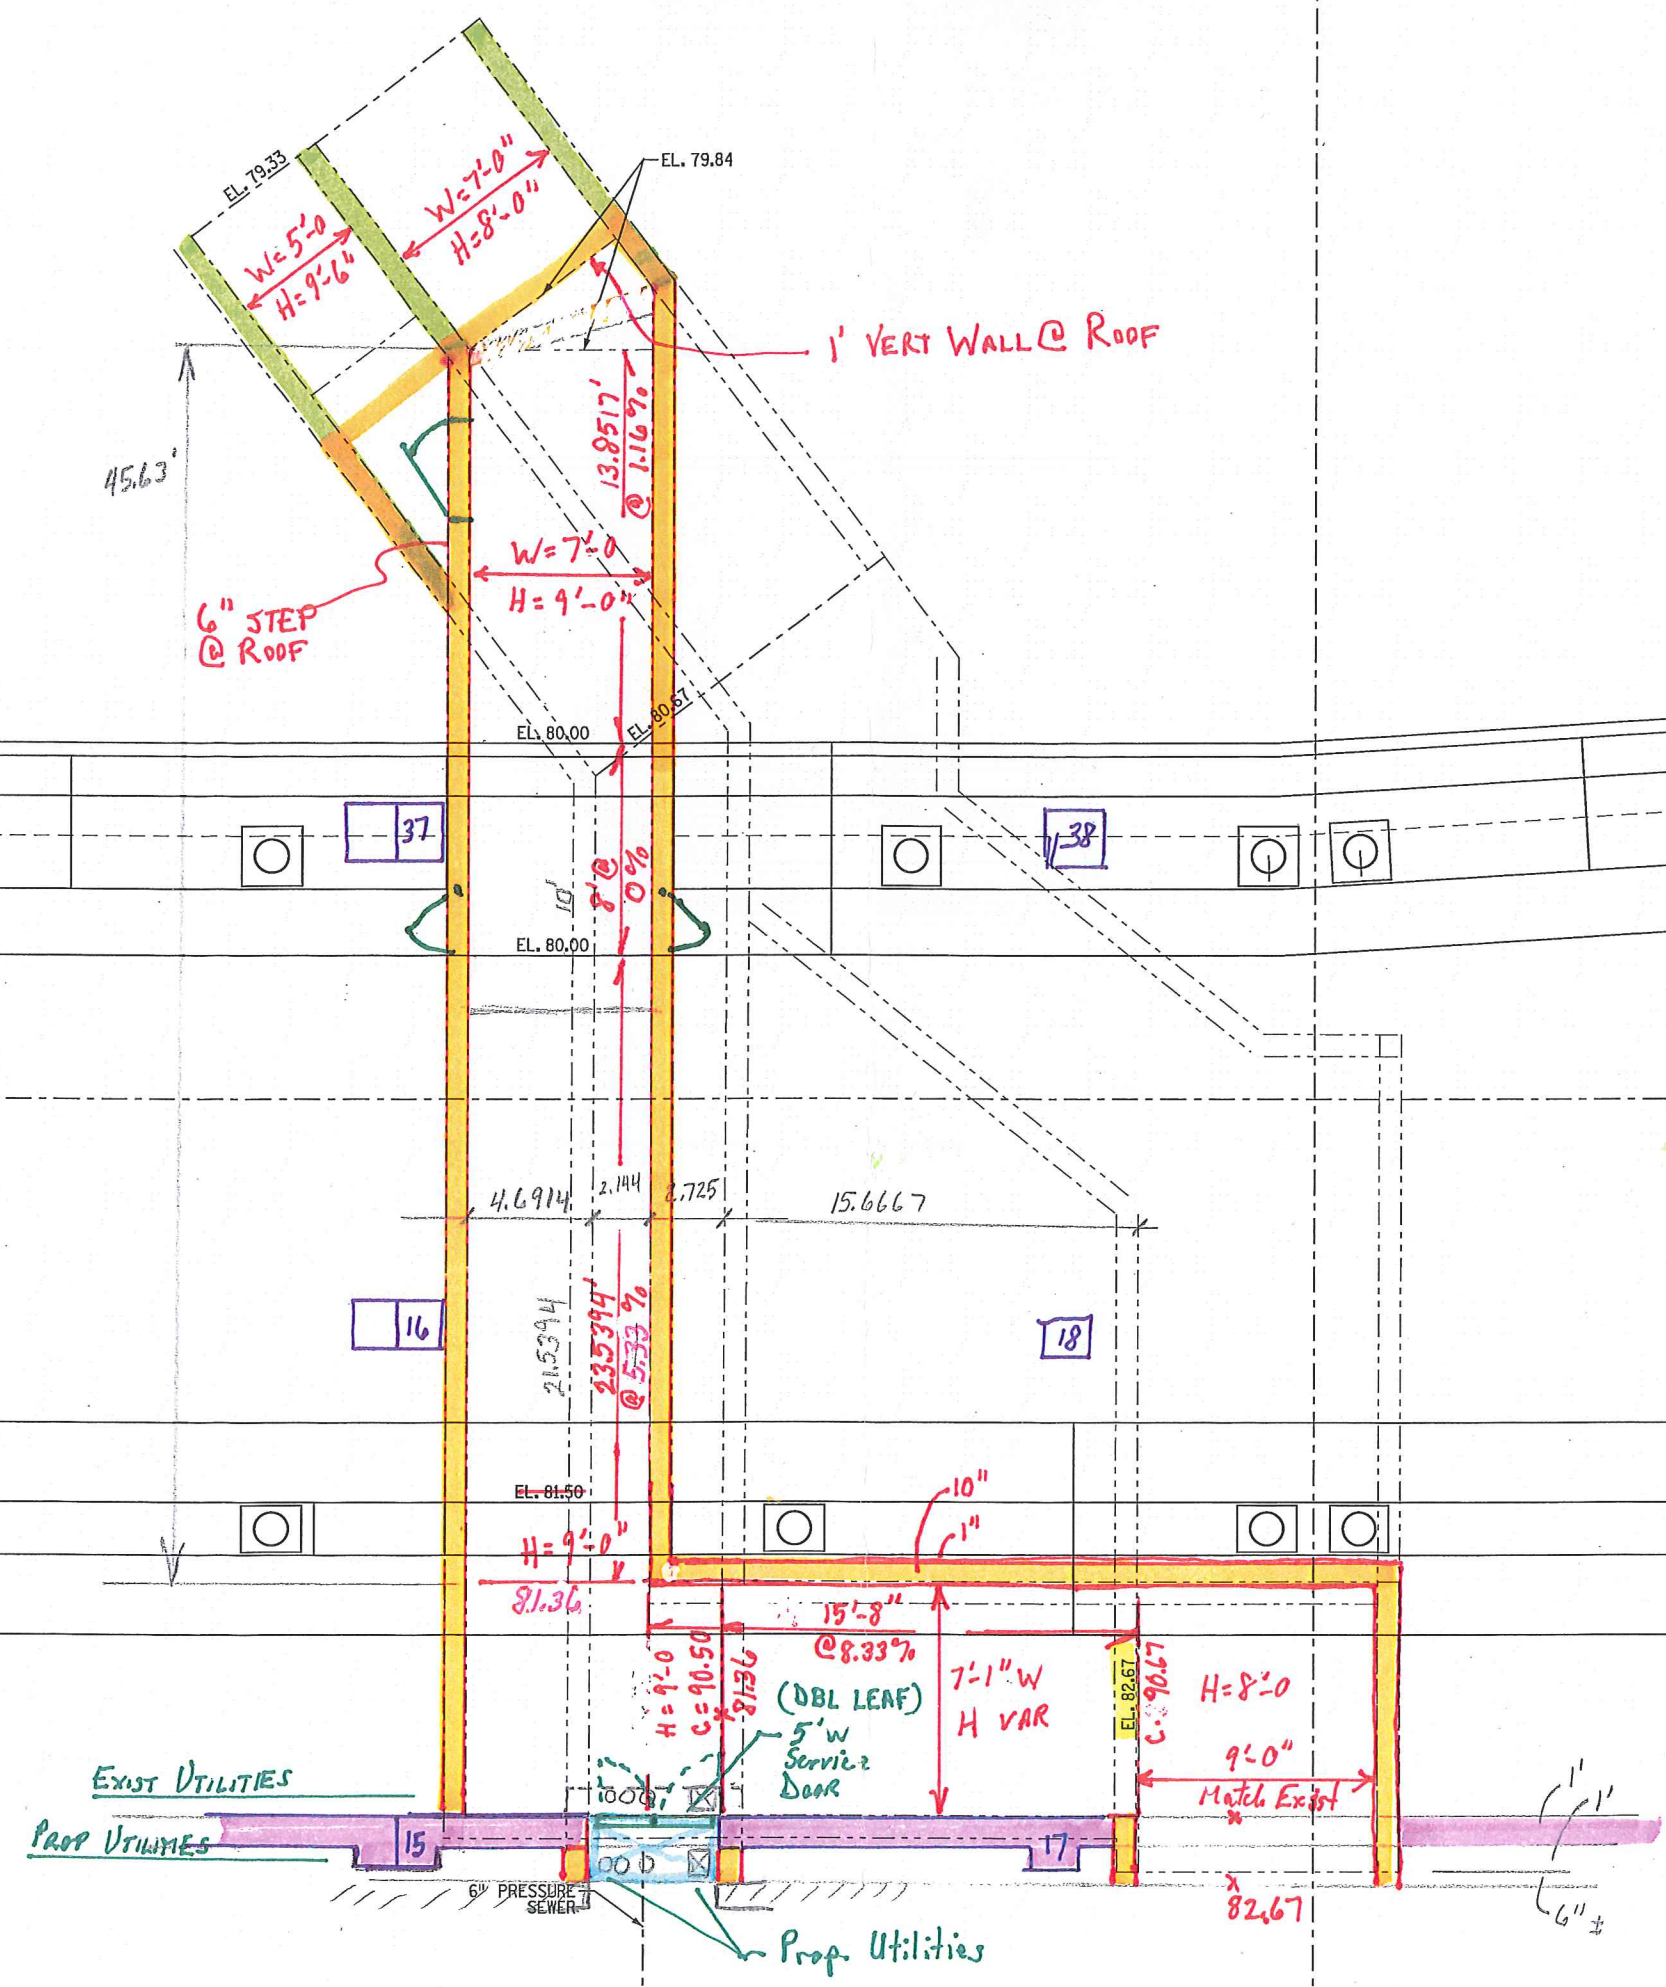 EL. 79.33
EL. 79.84
W=7'-0"
H=8'-0"
W=5'-0
H=9'-6"
1' VERT WALL @ ROOF
45.63'
13.8517'
@ 1.16%
W=7'-0
H=9'-0"
6" STEP
@ ROOF
EL. 80.00
EL. 80.67
37
38
10'
8' @
0%
EL. 80.00
4.6914
2.144
2.725
15.6667
16
18
21.5394
23.5394'
@ 5.33%
EL. 81.50
H=9'-0"
81.36
10"
1"
15'-8"
@8.33%
H=9'-0
C=90.50
81.36
(DBL LEAF)
5'W
Service
Door
7'-1" W
H VAR
EL. 82.67
C=90.67
H=8'-0
9'-0"
Match Exist
EXIST UTILITIES
PROP UTILITIES
15
17
1'
1'
6" PRESSURE
SEWER
82.67
6" ±
Prop. Utilities